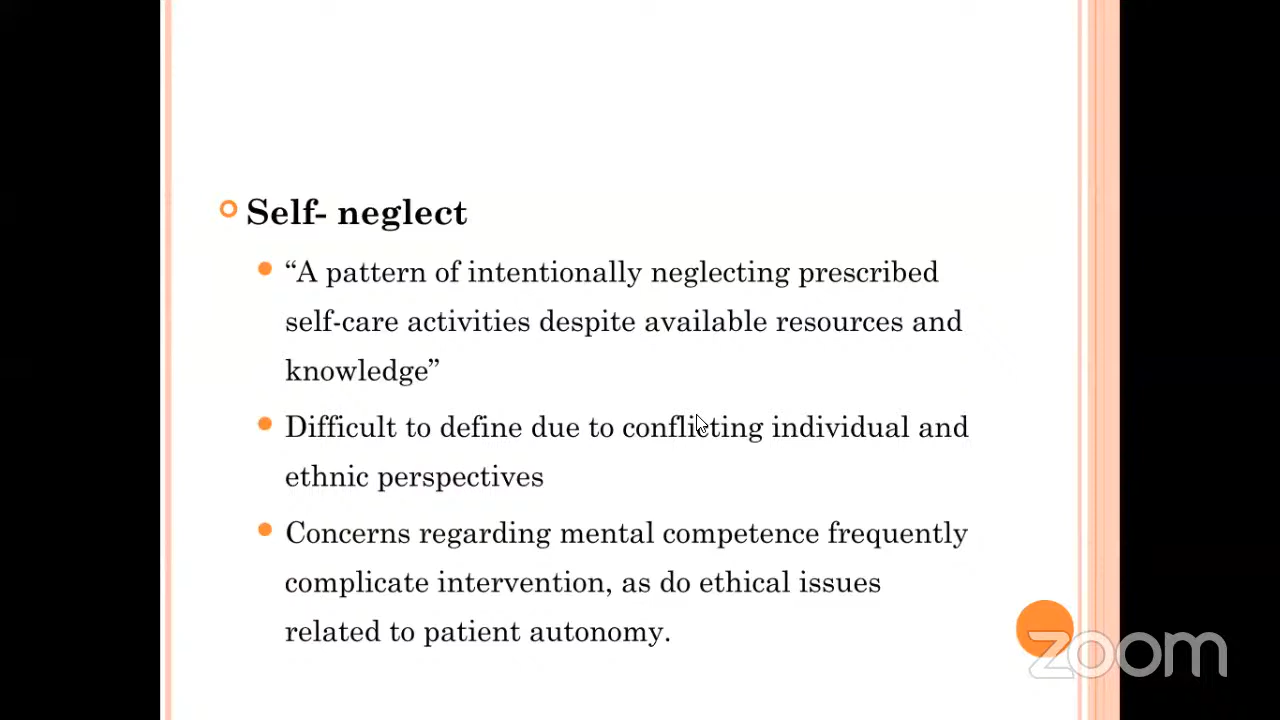 Self- neglect
“A pattern of intentionally neglecting prescribed
self-care activities despite available resources and
knowledge”
Difficult to define due to conflicting individual and
ethnic perspectives
Concerns regarding mental competence frequently
complicate intervention, as do ethical issues
related to patient autonomy.
zoom